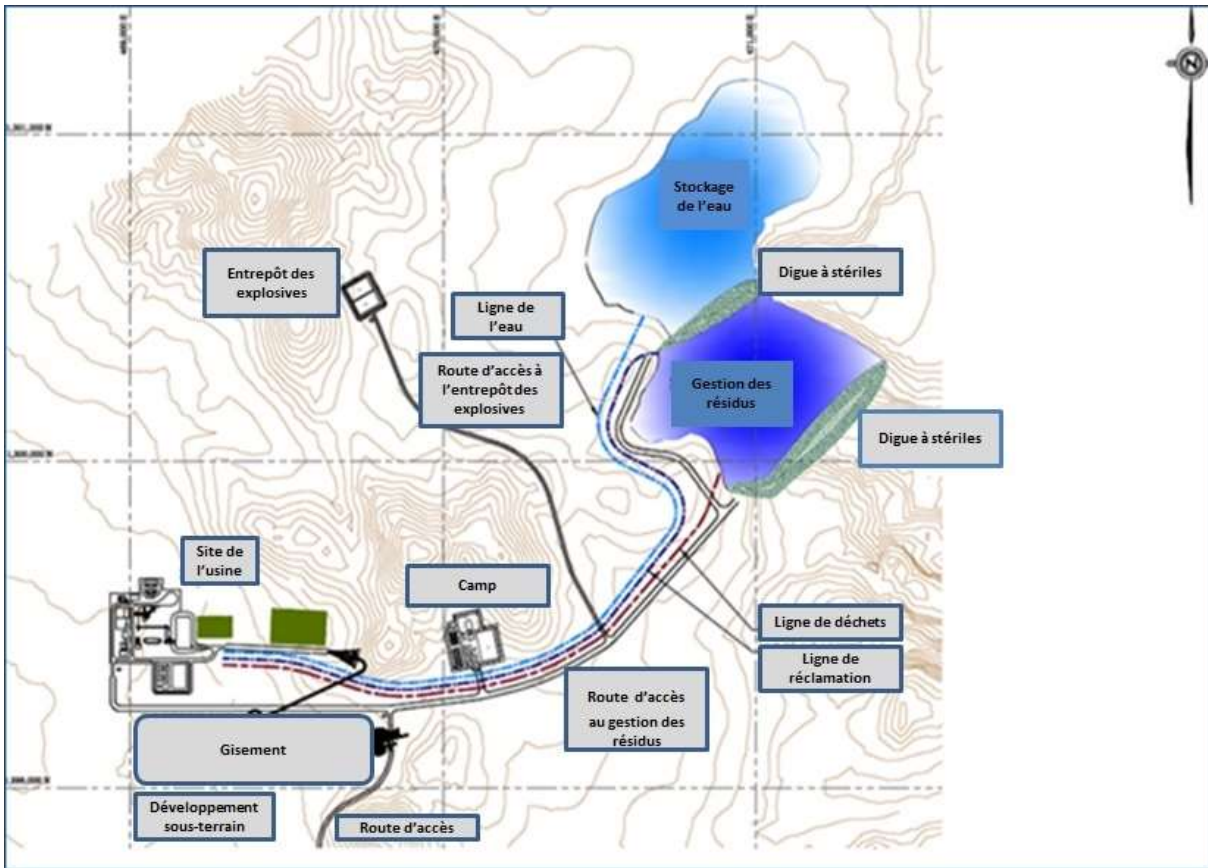 N
Stockage
de l'eau
Entrepôt des
explosives
Digue à stériles
Ligne de
l'eau
Route d'accès à
l'entrepôt des
explosives
Gestion des
résidus
Digue à stériles
Site de
l'usine
Camp
Ligne de déchets
Ligne de
réclamation
Route d'accès
au gestion des
résidus
Gisement
Développement
sous-terrain
Route d'accès